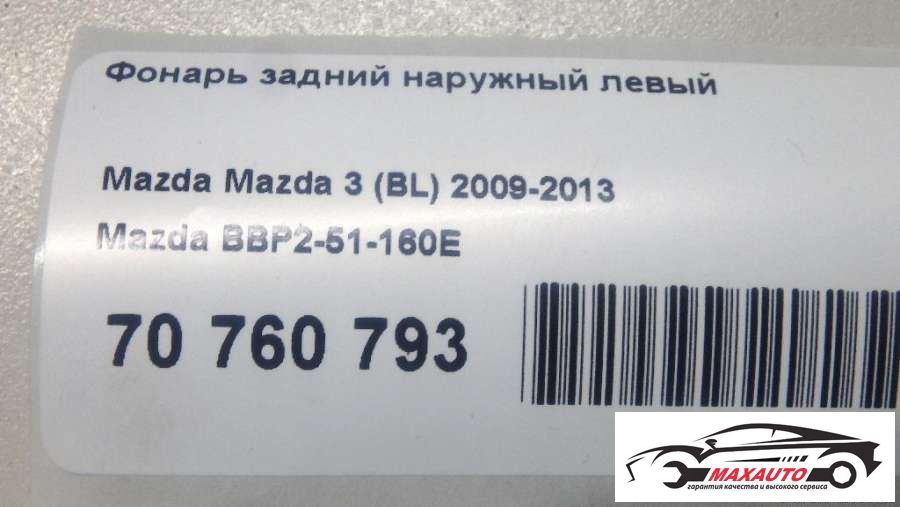 Фонарь задний наружный левый
Mazda Mazda 3 (BL) 2009-2013
Mazda BBP2-51-160E
70 760 793
MAXAUTO
гарантия качества и высокого сервиса